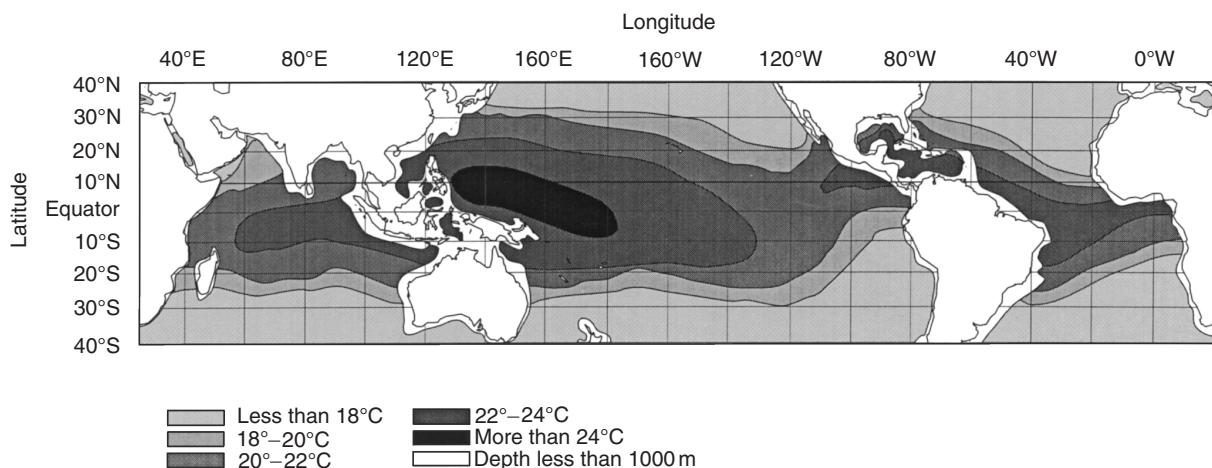 Longitude
40°E 80°E 120°E 160°E 160°W 120°W 80°W 40°W 0°W
Latitude
40°N
30°N
20°N
10°N
Equator
10°S
20°S
30°S
40°S
Less than 18°C
18°–20°C
20°–22°C
22°–24°C
More than 24°C
Depth less than 1000 m